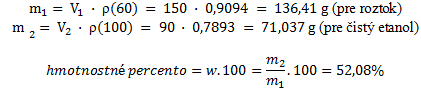 m₁ = V₁ · ρ(60) = 150 · 0,9094 = 136,41 g (pre roztok)
m ₂ = V₂ · ρ(100) = 90 · 0,7893 = 71,037 g (pre čistý etanol)
hmotnostné percento = w. 100 = m₂/m₁ . 100 = 52,08%